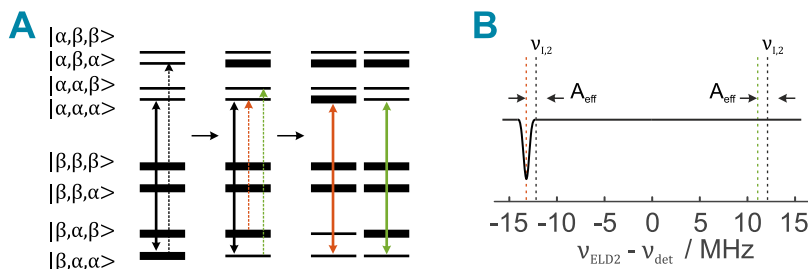 A
|α,β,β>
|α,β,α>
|α,α,β>
|α,α,α>
|β,β,β>
|β,β,α>
|β,α,β>
|β,α,α>
B
νI,2 νI,2
Aeff Aeff
-15 -10 -5 0 5 10 15
νELD2 - νdet / MHz